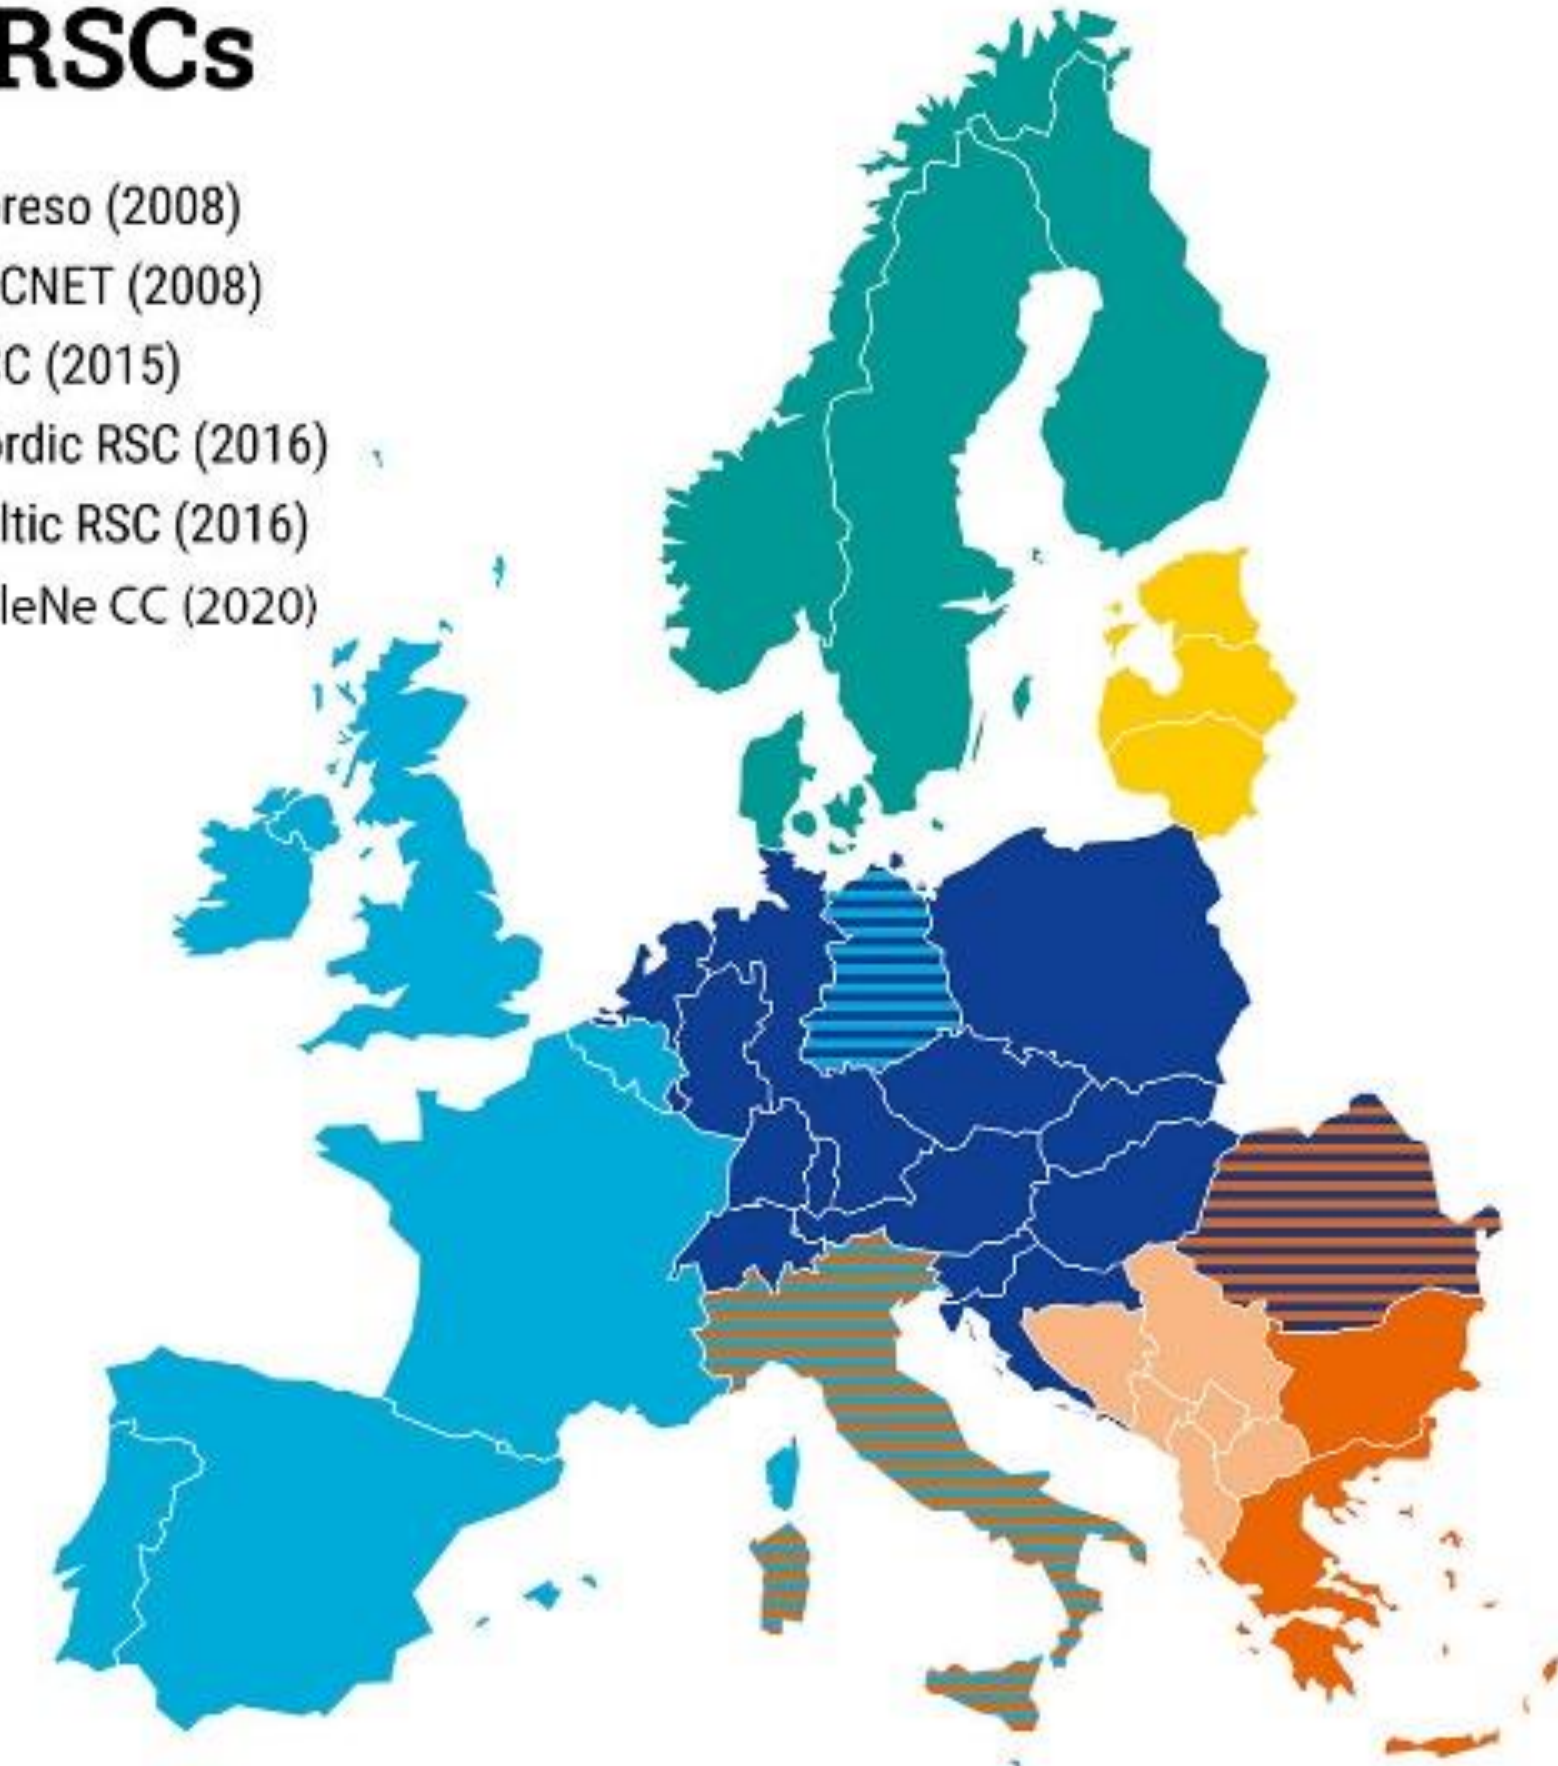 RSCs
reso (2008)
CNET (2008)
C (2015)
rdic RSC (2016)
ltic RSC (2016)
leNe CC (2020)